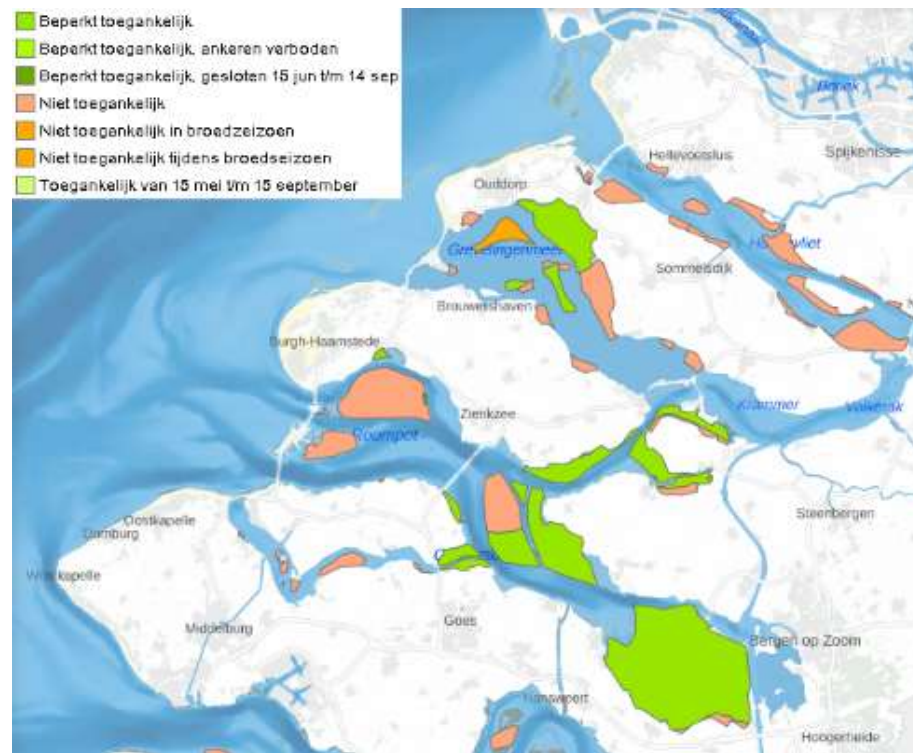 Beperkt toegankelijk
Beperkt toegankelijk, ankeren verboden
Beperkt toegankelijk, gesloten 15 jun t/m 14 sep
Niet toegankelijk
Niet toegankelijk in broedzeizoen
Niet toegankelijk tijdens broedseizoen
Toegankelijk van 15 mei t/m 15 september
Hellevoetsluis
Spijkenisse
Ouddorp
Grevelingenmeer
Sommelsdijk
Brouwershaven
Burgh-Haamstede
Krammer
Volkerak
Zierikzee
Roompot
Oostkapelle
Domburg
Steenbergen
Westkapelle
Middelburg
Goes
Bergen op Zoom
Hansweert
Hoogerheide